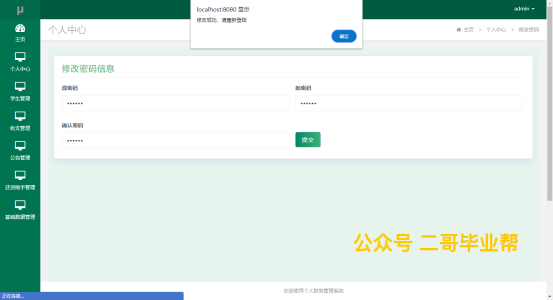 μ
localhost:8080 显示
修改成功，请重新登陆
确定
admin
个人中心
主页 > 个人中心 > 修改密码
主页
个人中心
学生管理
收支管理
公告管理
还贷助手管理
基础数据管理
修改密码信息
原密码
新密码
••••••
••••••
确认密码
••••••
提交
公众号 二哥毕业帮
欢迎使用个人财务管理系统
正在连接...